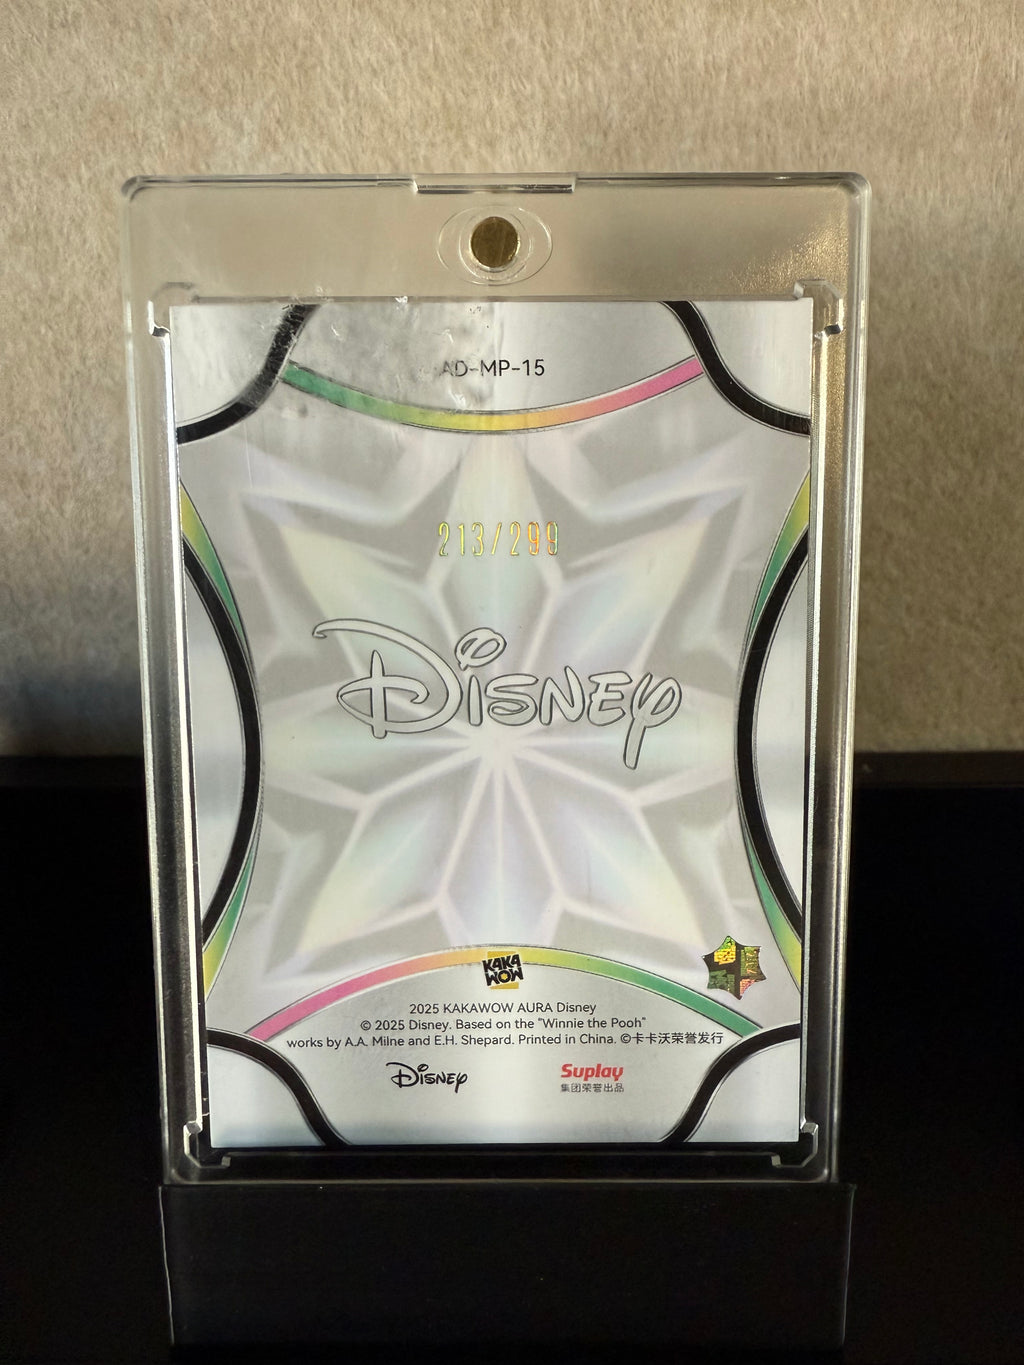 AD-MP-15
213/299
Disney
KAKA
WOW
2025 KAKAWOW AURA Disney
© 2025 Disney. Based on the "Winnie the Pooh"
works by A.A. Milne and E.H. Shepard. Printed in China. ©卡卡沃荣誉发行
Disney
Suplay
集团荣誉出品